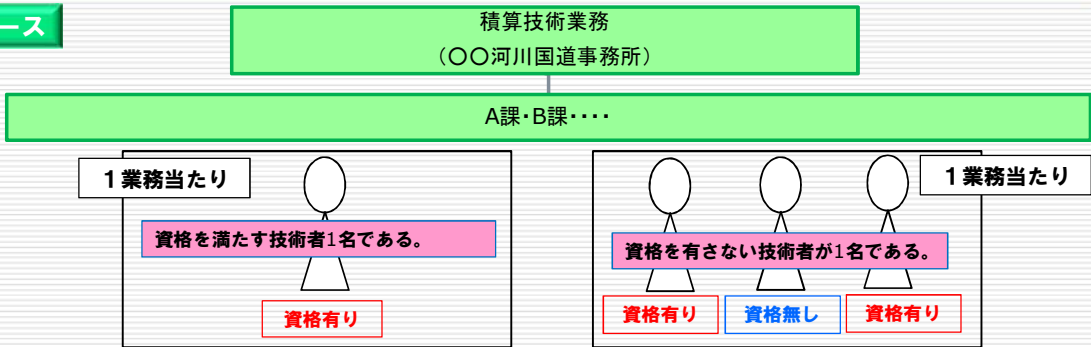 ース
積算技術業務
（〇〇河川国道事務所）
A課・B課・・・・
１業務当たり
資格を満たす技術者1名である。
資格有り
１業務当たり
資格を有さない技術者が1名である。
資格有り
資格無し
資格有り